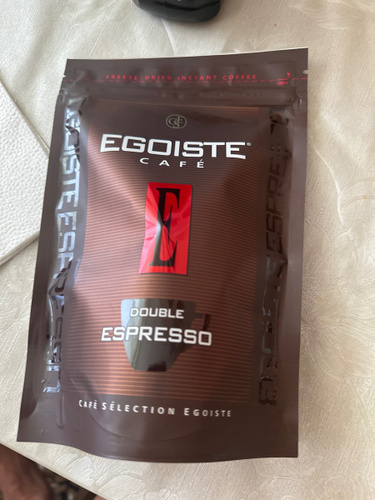 FREEZE-DRIED INSTANT COFFEE
EGOISTE®
CAFÉ
E
DOUBLE
ESPRESSO
CAFÉ SÉLECTION EGOISTE